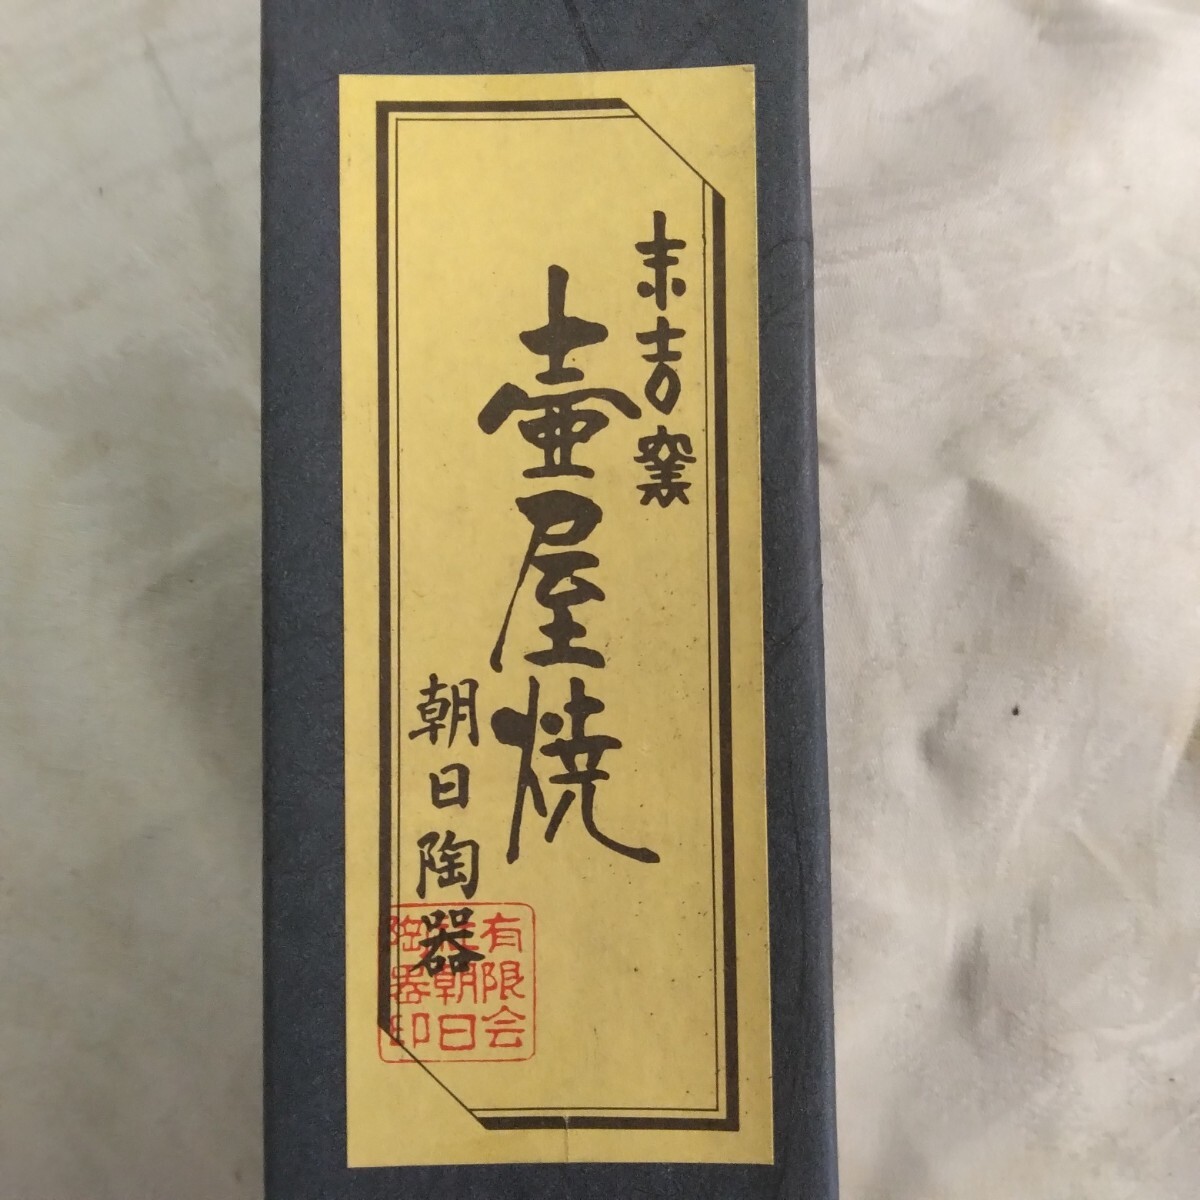 末吉窯
壷屋焼
朝日陶器
有限会
社朝日
陶器印